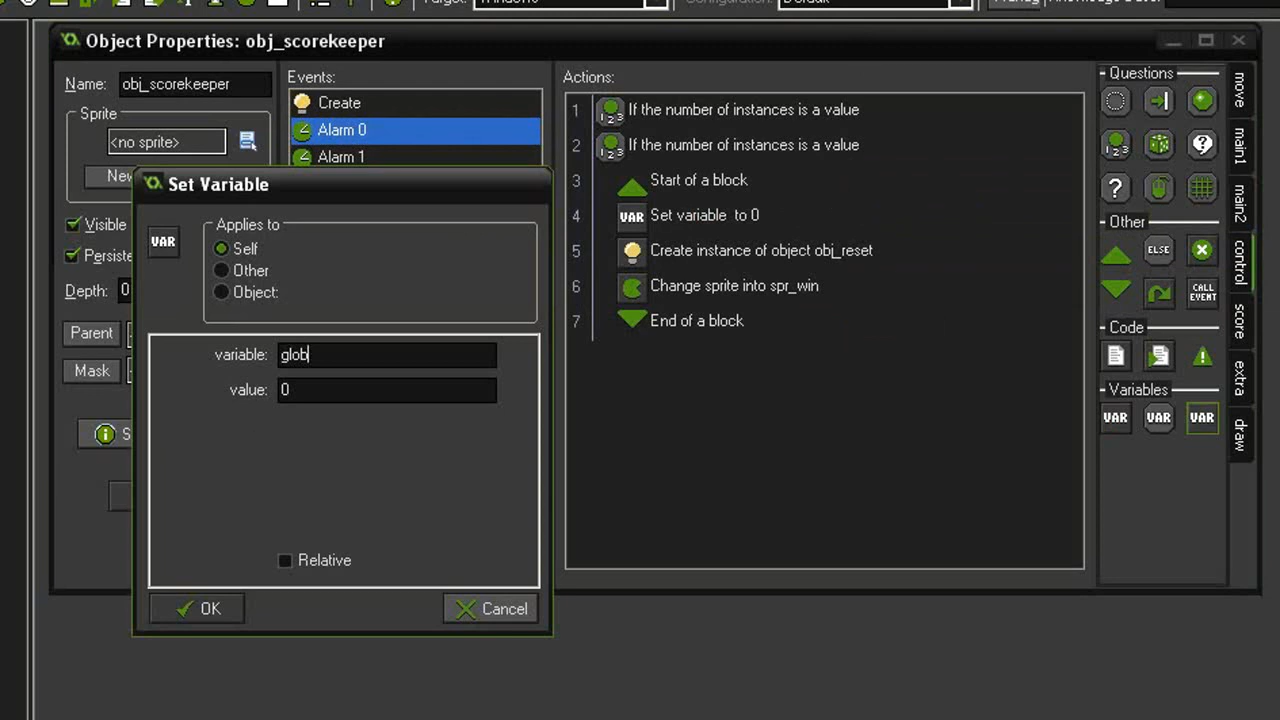 Object Properties: obj_scorekeeper
Name: obj_scorekeeper
Sprite
<no sprite>
New
Visible
Persiste
Depth: 0
Parent
Mask
Events:
Create
Alarm 0
Alarm 1
Set Variable
VAR
Applies to
Self
Other
Object:
variable: glob
value: 0
Relative
OK
Cancel
Actions:
1 If the number of instances is a value
2 If the number of instances is a value
3 Start of a block
4 VAR Set variable to 0
5 Create instance of object obj_reset
6 Change sprite into spr_win
7 End of a block
Questions
Other
ELSE
CALL EVENT
Code
Variables
VAR VAR VAR
move
main1
main2
control
score
extra
draw